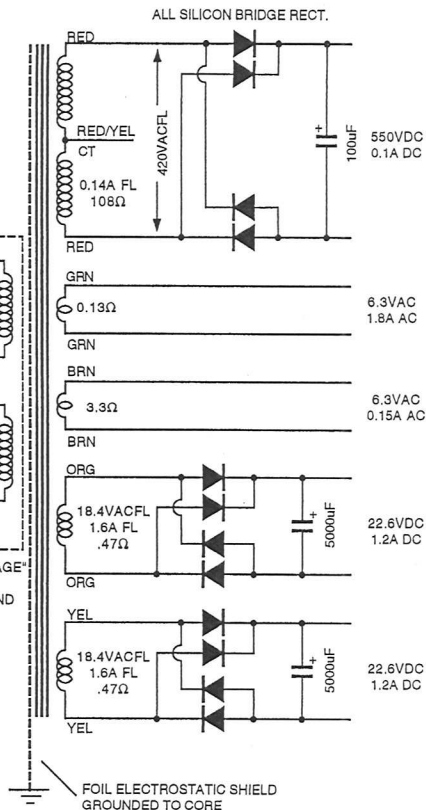 ALL SILICON BRIDGE RECT.
RED
RED/YEL
CT
0.14A FL
108Ω
RED
420VACFL
+
100uF
550VDC
0.1A DC
GRN
0.13Ω
GRN
6.3VAC
1.8A AC
BRN
3.3Ω
BRN
6.3VAC
0.15A AC
ORG
18.4VACFL
1.6A FL
.47Ω
ORG
+
5000uF
22.6VDC
1.2A DC
AGE"
ND
YEL
18.4VACFL
1.6A FL
.47Ω
YEL
+
5000uF
22.6VDC
1.2A DC
FOIL ELECTROSTATIC SHIELD
GROUNDED TO CORE